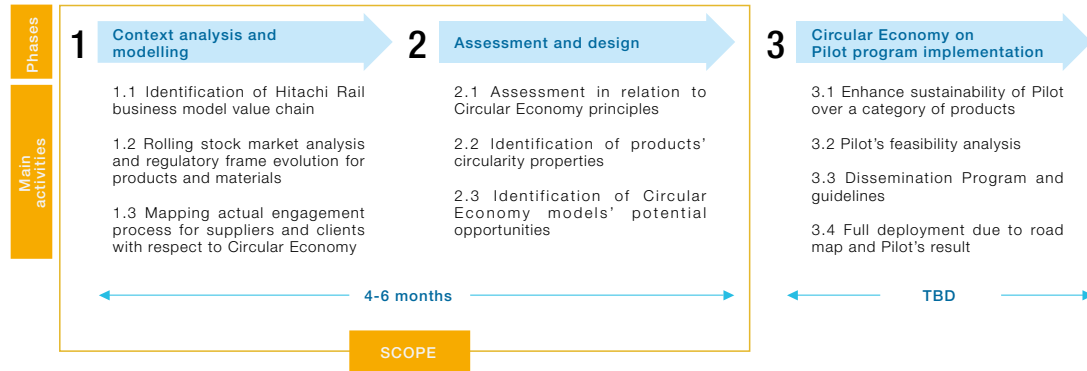 Phases
1
Context analysis and
modelling
2
Assessment and design
3
Circular Economy on
Pilot program implementation
Main
activities
1.1 Identification of Hitachi Rail
business model value chain
1.2 Rolling stock market analysis
and regulatory frame evolution for
products and materials
1.3 Mapping actual engagement
process for suppliers and clients
with respect to Circular Economy
2.1 Assessment in relation to
Circular Economy principles
2.2 Identification of products’
circularity properties
2.3 Identification of Circular
Economy models’ potential
opportunities
3.1 Enhance sustainability of Pilot
over a category of products
3.2 Pilot’s feasibility analysis
3.3 Dissemination Program and
guidelines
3.4 Full deployment due to road
map and Pilot’s result
4-6 months
TBD
SCOPE